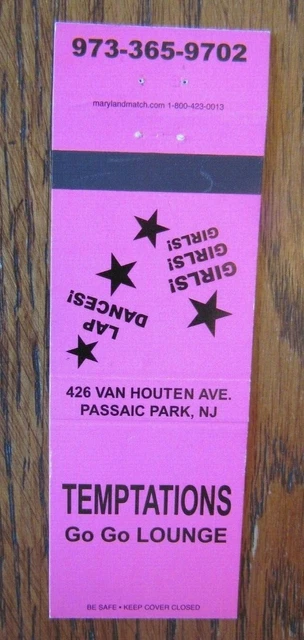 973-365-9702
marylandmatch.com 1-800-423-0013
GIRLS!
GIRLS!
GIRLS!
LAP
DANCES!
426 VAN HOUTEN AVE.
PASSAIC PARK, NJ
TEMPTATIONS
Go Go LOUNGE
BE SAFE • KEEP COVER CLOSED